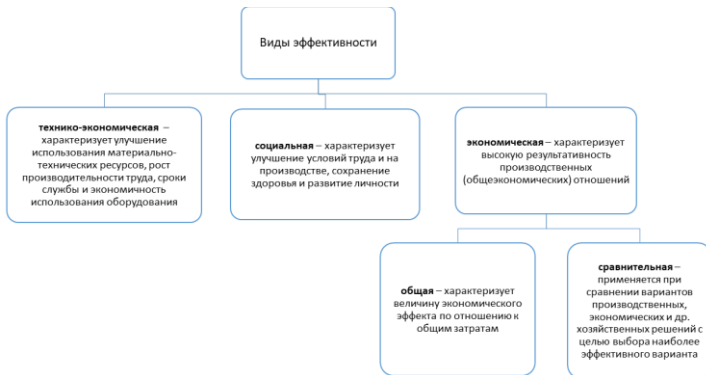 Виды эффективности
технико-экономическая –
характеризует улучшение
использования материально-
технических ресурсов, рост
производительности труда, сроки
службы и экономичность
использования оборудования
социальная – характеризует
улучшение условий труда и на
производстве, сохранение
здоровья и развитие личности
экономическая – характеризует
высокую результативность
производственных
(общеэкономических) отношений
общая – характеризует
величину экономического
эффекта по отношению к
общим затратам
сравнительная –
применяется при
сравнении вариантов
производственных,
экономических и др.
хозяйственных решений с
целью выбора наиболее
эффективного варианта